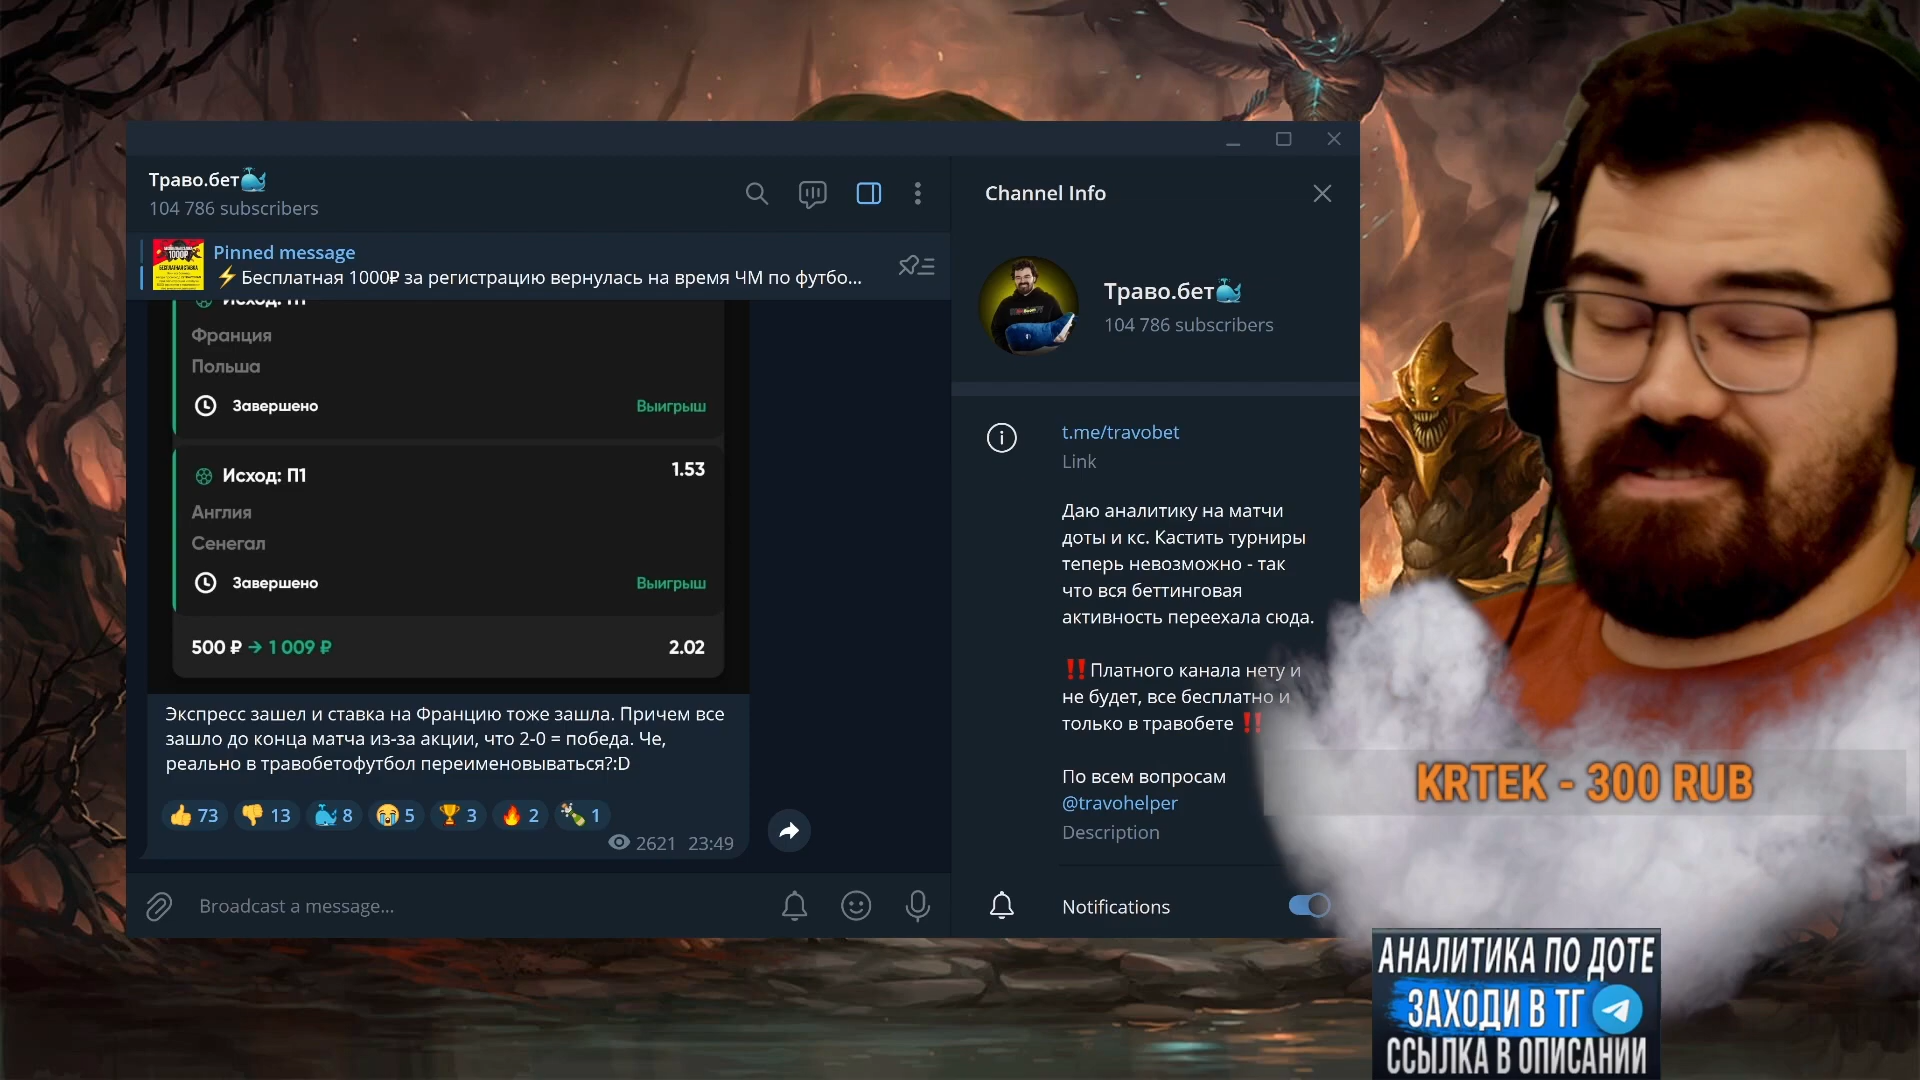 Траво.бет🐳
104 786 subscribers
Pinned message
⚡Бесплатная 1000₽ за регистрацию вернулась на время ЧМ по футбо...
Исход: П1
Франция
Польша
Завершено
Выигрыш
Исход: П1
1.53
Англия
Сенегал
Завершено
Выигрыш
500 ₽ → 1 009 ₽
2.02
Экспресс зашел и ставка на Францию тоже зашла. Причем все
зашло до конца матча из-за акции, что 2-0 = победа. Че,
реально в травобетофутбол переименовываться?:D
👍 73 👎 13 🐳 8 😭 5 🏆 3 🔥 2 🍾 1
2621 23:49
Broadcast a message...
Channel Info
Траво.бет🐳
104 786 subscribers
t.me/travobet
Link
Даю аналитику на матчи
доты и кс. Кастить турниры
теперь невозможно - так
что вся беттинговая
активность переехала сюда.
‼️Платного канала нету и
не будет, все бесплатно и
только в травобете ‼️
По всем вопросам
@travohelper
Description
Notifications
KRTEK - 300 RUB
АНАЛИТИКА ПО ДОТЕ
ЗАХОДИ В ТГ
ССЫЛКА В ОПИСАНИИ